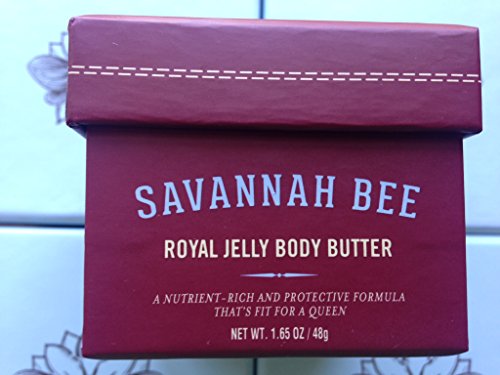 SAVANNAH BEE
ROYAL JELLY BODY BUTTER
A NUTRIENT-RICH AND PROTECTIVE FORMULA
THAT'S FIT FOR A QUEEN
NET WT. 1.65 OZ / 48g